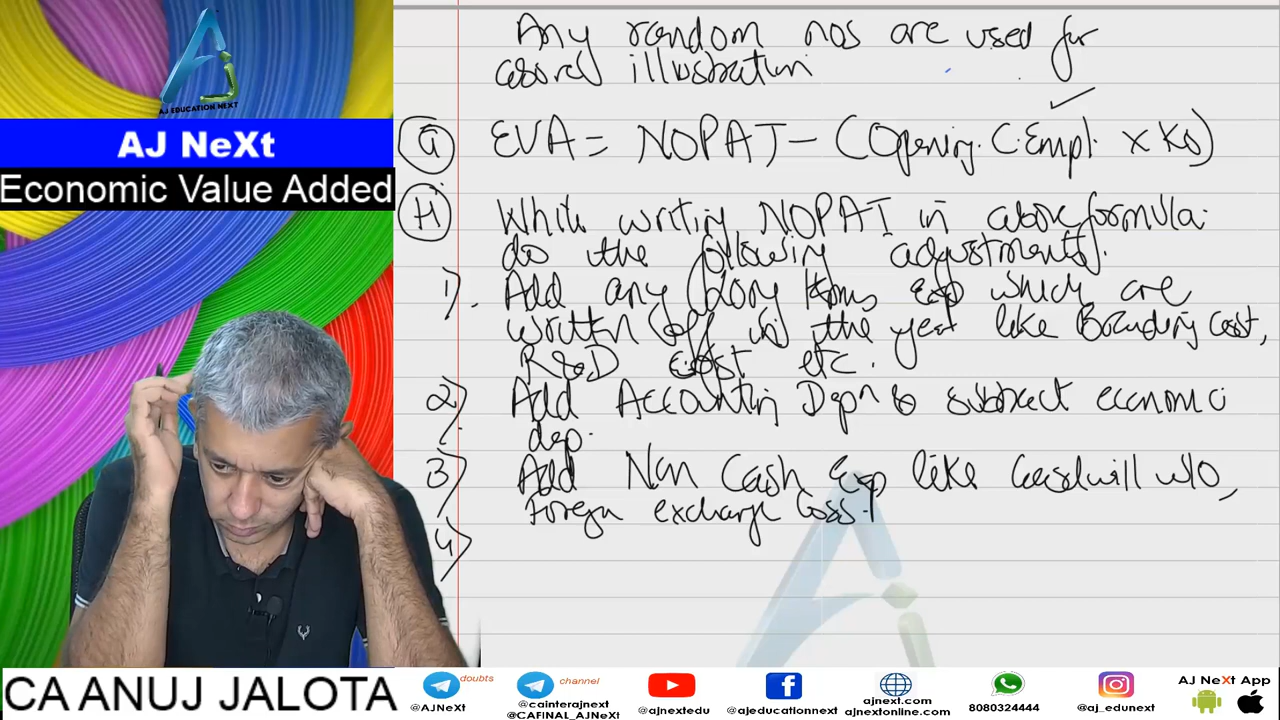 AJ EDUCATION NEXT
AJ NeXt
Economic Value Added
Any random nos are used for
above illustration
G EVA = NOPAT – (Opening C.Empl. x Ko)
H While writing NOPAT in above formula
do the following adjustments.
1). Add any long term exp which are
written off in the year like Branding cost,
R&D cost etc.
2) Add Accounting Depn & subtract economic
dep.
3) Add Non Cash Exp like Goodwill w/o,
Foreign exchange loss.
4)
CA ANUJ JALOTA
doubts
@AJNeXt
channel
@cainterajnext
@CAFINAL_AJNeXt
@ajnextedu
@ajeducationnext
ajnext.com
ajnextonline.com
8080324444
@aj_edunext
AJ NeXt App